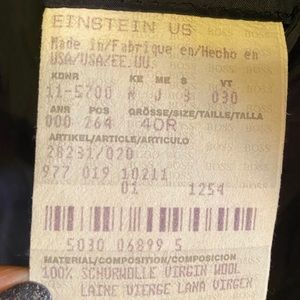 EINSTEIN US
Made in/Fabrique en/Hecho en
USA/USA/EE.UU.
KDNR KE ME S VT
11-5700 W J S 030
ANR POS GRÖSSE/SIZE/TAILLE/TALLA
000 264 40R
ARTIKEL/ARTICLE/ARTICULO
28231/020
977 019 10211
01 1254
5030 06899 5
MATERIAL/COMPOSITION/COMPOSICION
100% SCHURWOLLE VIRGIN WOOL
LAINE VIERGE LANA VIRGEN